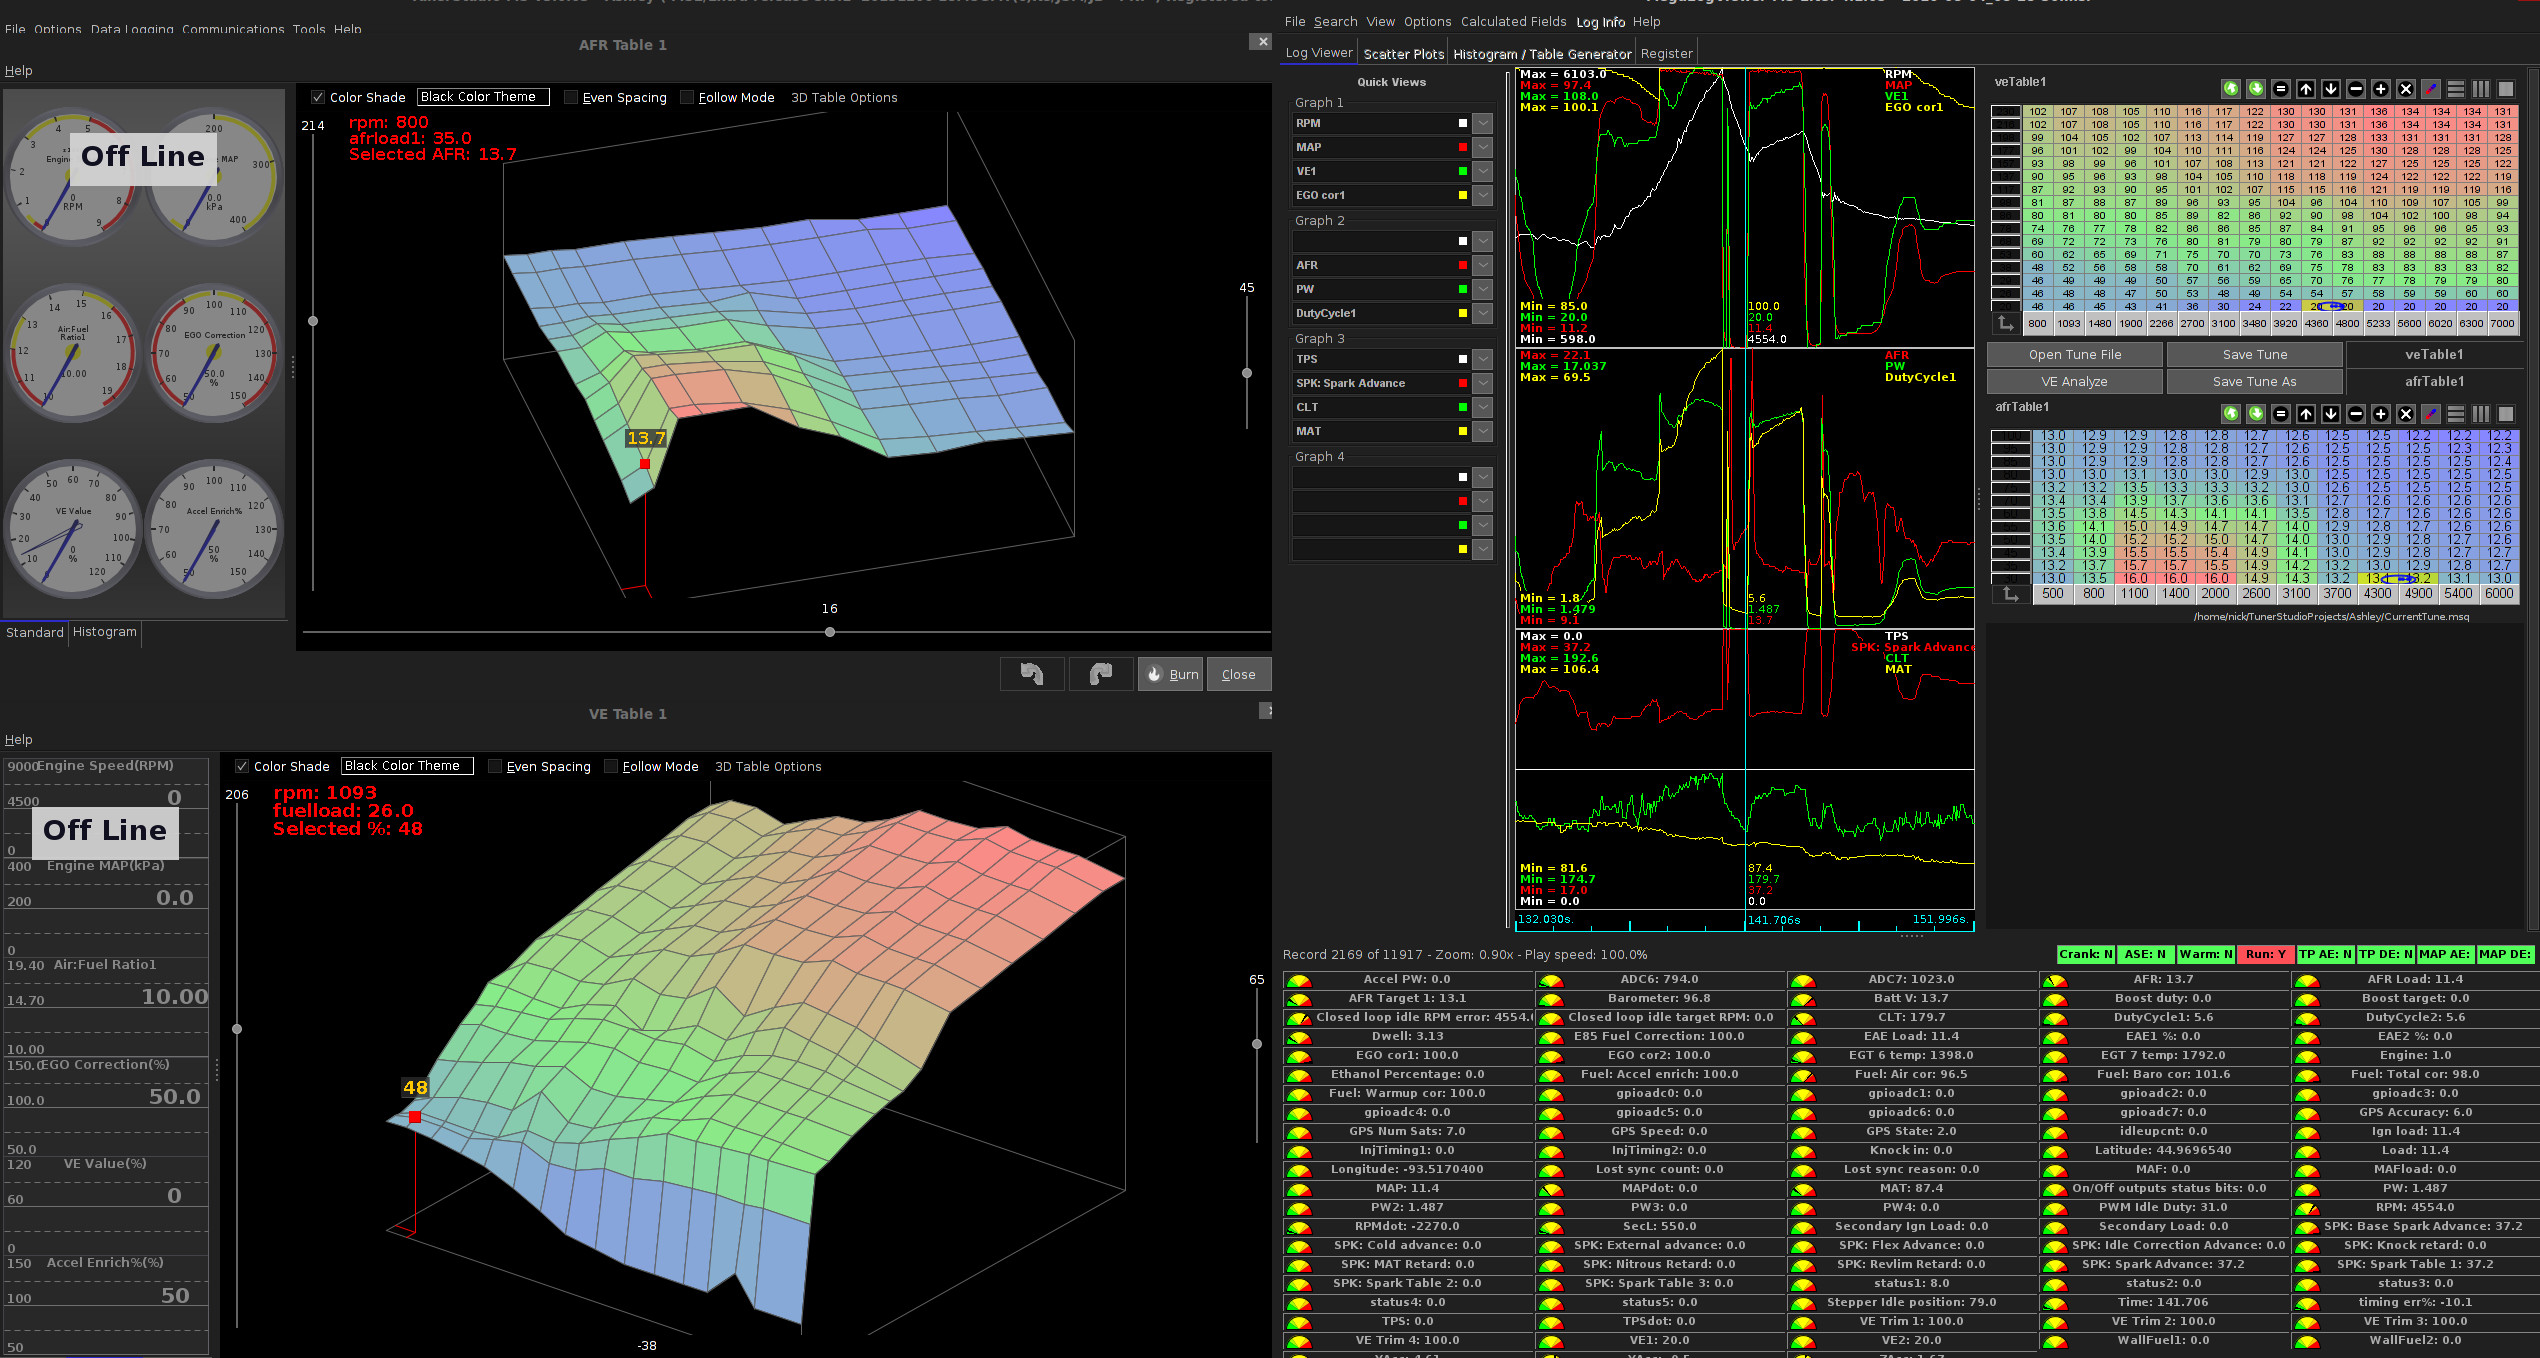 File Options Data Logging Communications Tools Help
AFR Table 1
Help
Color Shade Black Color Theme Even Spacing Follow Mode 3D Table Options
214
rpm: 800
afrload1: 35.0
Selected AFR: 13.7
Off Line
RPM
MAP
kPa
Air:Fuel
Ratio1
10.00
EGO Correction
50.0
%
VE Value
0
%
Accel Enrich%
50
%
13.7
45
16
Standard Histogram
Burn Close
VE Table 1
Help
Color Shade Black Color Theme Even Spacing Follow Mode 3D Table Options
206
rpm: 1093
fuelload: 26.0
Selected %: 48
9000 Engine Speed(RPM)
0
4500
Off Line
0
400 Engine MAP(kPa)
0.0
200
0
19.40 Air:Fuel Ratio1
10.00
14.70
10.00
150.0 EGO Correction(%)
50.0
100.0
50.0
120 VE Value(%)
0
60
0
150 Accel Enrich%(%)
50
100
50
48
65
-38
File Search View Options Calculated Fields Log Info Help
Log Viewer Scatter Plots Histogram / Table Generator Register
Quick Views
Graph 1
RPM
MAP
VE1
EGO cor1
Graph 2
AFR
PW
DutyCycle1
Graph 3
TPS
SPK: Spark Advance
CLT
MAT
Graph 4
Max = 6103.0 RPM
Max = 97.4 MAP
Max = 108.0 VE1
Max = 100.1 EGO cor1
Min = 85.0 100.0
Min = 20.0 20.0
Min = 11.2 11.4
Min = 598.0 4554.0
Max = 22.1 AFR
Max = 17.037 PW
Max = 69.5 DutyCycle1
Min = 1.8 5.6
Min = 1.479 1.487
Min = 9.1 13.7
Max = 0.0 TPS
Max = 37.2 SPK: Spark Advance
Max = 192.6 CLT
Max = 106.4 MAT
Min = 81.6 87.4
Min = 174.7 179.7
Min = 17.0 37.2
Min = 0.0 0.0
132.030s. 141.706s 151.996s.
veTable1
102 107 108 105 110 116 117 122 130 130 131 136 134 134 134 131
102 107 108 105 110 116 117 122 130 130 131 136 134 134 134 131
99 104 105 102 107 113 114 119 127 127 128 133 131 131 131 128
96 101 102 99 104 110 111 116 124 124 125 130 128 128 128 125
93 98 99 96 101 107 108 113 121 121 122 127 125 125 125 122
90 95 96 93 98 104 105 110 118 118 119 124 122 122 122 119
87 92 93 90 95 101 102 107 115 115 116 121 119 119 119 116
81 87 88 87 89 96 93 95 104 96 104 110 109 107 105 99
80 81 80 80 85 89 82 86 92 90 98 104 102 100 98 94
74 76 77 78 82 86 86 85 87 84 91 95 96 96 95 93
69 72 72 73 76 80 81 79 80 79 87 92 92 92 92 91
60 62 65 69 71 75 70 70 73 76 83 88 88 88 88 87
48 52 56 58 58 70 61 62 69 75 78 83 83 83 83 82
46 49 49 49 50 57 56 59 65 70 76 77 78 79 79 80
46 48 48 47 50 53 48 49 54 54 57 58 59 59 60 60
46 46 45 43 41 36 30 24 22 20 20 20 20 20 20
800 1093 1480 1900 2266 2700 3100 3480 3920 4360 4800 5233 5600 6020 6300 7000
Open Tune File Save Tune veTable1
VE Analyze Save Tune As afrTable1
afrTable1
13.0 12.9 12.9 12.8 12.8 12.7 12.6 12.5 12.5 12.2 12.2 12.2
13.0 12.9 12.9 12.8 12.8 12.7 12.6 12.5 12.5 12.5 12.3 12.3
13.0 12.9 12.9 12.8 12.8 12.7 12.6 12.5 12.5 12.5 12.5 12.4
13.0 13.0 13.1 13.0 13.0 12.9 13.0 12.5 12.5 12.5 12.5 12.5
13.2 13.2 13.5 13.3 13.3 13.2 13.0 12.6 12.5 12.5 12.5 12.5
13.4 13.4 13.9 13.7 13.6 13.6 13.1 12.7 12.6 12.6 12.6 12.6
13.5 13.8 14.5 14.3 14.1 14.1 13.5 12.8 12.7 12.6 12.6 12.6
13.6 14.1 15.0 14.9 14.7 14.7 14.0 12.9 12.8 12.7 12.6 12.6
13.5 14.0 15.2 15.2 15.0 14.7 14.0 12.9 12.8 12.8 12.7 12.6
13.4 13.9 15.5 15.5 15.4 14.9 14.1 13.0 12.9 12.8 12.7 12.7
13.2 13.7 15.7 15.7 15.5 14.9 14.2 13.2 13.0 12.9 12.8 12.7
13.0 13.5 16.0 16.0 16.0 14.9 14.3 13.2 13.1 13.0
500 800 1100 1400 2000 2600 3100 3700 4300 4900 5400 6000
/home/nick/TunerStudioProjects/Ashley/CurrentTune.msq
Record 2169 of 11917 - Zoom: 0.90x - Play speed: 100.0%
Crank: N ASE: N Warm: N Run: Y TP AE: N TP DE: N MAP AE: MAP DE:
Accel PW: 0.0 ADC6: 794.0 ADC7: 1023.0 AFR: 13.7 AFR Load: 11.4
AFR Target 1: 13.1 Barometer: 96.8 Batt V: 13.7 Boost duty: 0.0 Boost target: 0.0
Closed loop idle RPM error: 4554. Closed loop idle target RPM: 0.0 CLT: 179.7 DutyCycle1: 5.6 DutyCycle2: 5.6
Dwell: 3.13 E85 Fuel Correction: 100.0 EAE Load: 11.4 EAE1 %: 0.0 EAE2 %: 0.0
EGO cor1: 100.0 EGO cor2: 100.0 EGT 6 temp: 1398.0 EGT 7 temp: 1792.0 Engine: 1.0
Ethanol Percentage: 0.0 Fuel: Accel enrich: 100.0 Fuel: Air cor: 96.5 Fuel: Baro cor: 101.6 Fuel: Total cor: 98.0
Fuel: Warmup cor: 100.0 gpioadc0: 0.0 gpioadc1: 0.0 gpioadc2: 0.0 gpioadc3: 0.0
gpioadc4: 0.0 gpioadc5: 0.0 gpioadc6: 0.0 gpioadc7: 0.0 GPS Accuracy: 6.0
GPS Num Sats: 7.0 GPS Speed: 0.0 GPS State: 2.0 idleupcnt: 0.0 Ign load: 11.4
InjTiming1: 0.0 InjTiming2: 0.0 Knock in: 0.0 Latitude: 44.9696540 Load: 11.4
Longitude: -93.5170400 Lost sync count: 0.0 Lost sync reason: 0.0 MAF: 0.0 MAFload: 0.0
MAP: 11.4 MAPdot: 0.0 MAT: 87.4 On/Off outputs status bits: 0.0 PW: 1.487
PW2: 1.487 PW3: 0.0 PW4: 0.0 PWM Idle Duty: 31.0 RPM: 4554.0
RPMdot: -2270.0 SecL: 550.0 Secondary Ign Load: 0.0 Secondary Load: 0.0 SPK: Base Spark Advance: 37.2
SPK: Cold advance: 0.0 SPK: External advance: 0.0 SPK: Flex Advance: 0.0 SPK: Idle Correction Advance: 0.0 SPK: Knock retard: 0.0
SPK: MAT Retard: 0.0 SPK: Nitrous Retard: 0.0 SPK: Revlim Retard: 0.0 SPK: Spark Advance: 37.2 SPK: Spark Table 1: 37.2
SPK: Spark Table 2: 0.0 SPK: Spark Table 3: 0.0 status1: 8.0 status2: 0.0 status3: 0.0
status4: 0.0 status5: 0.0 Stepper Idle position: 79.0 Time: 141.706 timing err%: -10.1
TPS: 0.0 TPSdot: 0.0 VE Trim 1: 100.0 VE Trim 2: 100.0 VE Trim 3: 100.0
VE Trim 4: 100.0 VE1: 20.0 VE2: 20.0 WallFuel1: 0.0 WallFuel2: 0.0